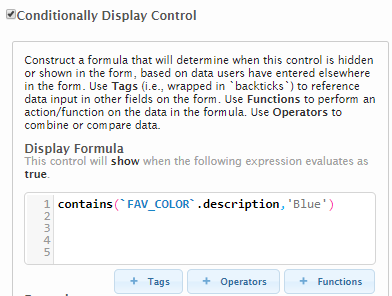 Conditionally Display Control
Construct a formula that will determine when this control is hidden
or shown in the form, based on data users have entered elsewhere
in the form. Use Tags (i.e., wrapped in `backticks`) to reference
data input in other fields on the form. Use Functions to perform an
action/function on the data in the formula. Use Operators to
combine or compare data.
Display Formula
This control will show when the following expression evaluates as
true.
1 contains(`FAV_COLOR`.description,'Blue')
2
3
4
5
+ Tags + Operators + Functions